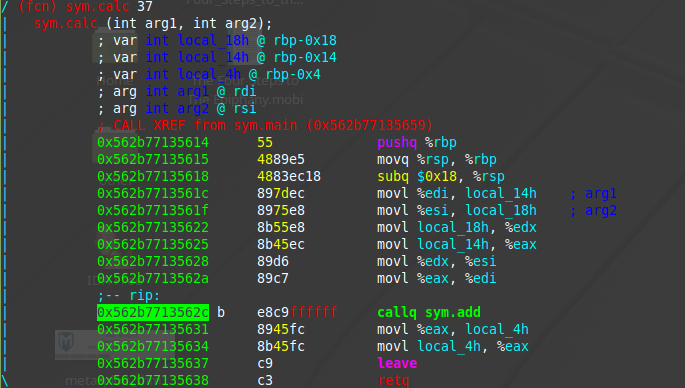 Four_Steps_to_th...
/ (fcn) sym.calc 37
| sym.calc (int arg1, int arg2);
| ; var int local_18h @ rbp-0x18
| ; var int local_14h @ rbp-0x14
| ; var int local_4h @ rbp-0x4
| ; arg int arg1 @ rdi
| ; arg int arg2 @ rsi
| ; CALL XREF from sym.main (0x562b77135659)
| 0x562b77135614 55 pushq %rbp
| 0x562b77135615 4889e5 movq %rsp, %rbp
| 0x562b77135618 4883ec18 subq $0x18, %rsp
| 0x562b7713561c 897dec movl %edi, local_14h ; arg1
| 0x562b7713561f 8975e8 movl %esi, local_18h ; arg2
| 0x562b77135622 8b55e8 movl local_18h, %edx
| 0x562b77135625 8b45ec movl local_14h, %eax
| 0x562b77135628 89d6 movl %edx, %esi
| 0x562b7713562a 89c7 movl %eax, %edi
| ;-- rip:
| 0x562b7713562c b e8c9ffffff callq sym.add
| 0x562b77135631 8945fc movl %eax, local_4h
| 0x562b77135634 8b45fc movl local_4h, %eax
| 0x562b77135637 c9 leave
\ 0x562b77135638 c3 retq